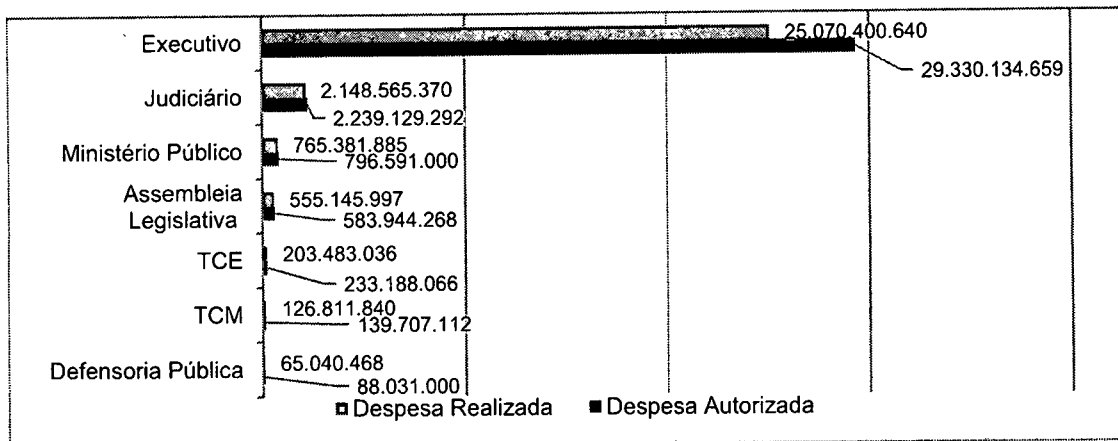 Executivo
25.070.400.640
29.330.134.659
Judiciário
2.148.565.370
2.239.129.292
Ministério Público
765.381.885
796.591.000
Assembleia
Legislativa
555.145.997
583.944.268
TCE
203.483.036
233.188.066
TCM
126.811.840
139.707.112
Defensoria Pública
65.040.468
88.031.000
Despesa Realizada
Despesa Autorizada